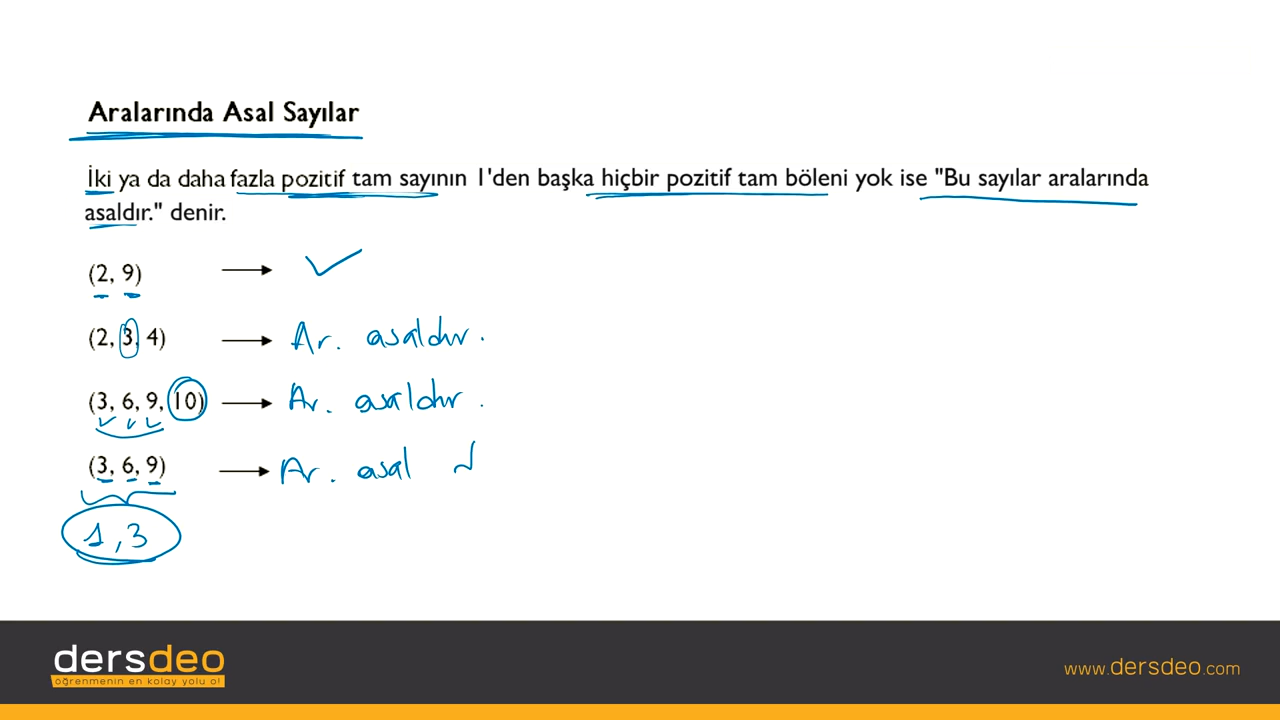 Aralarında Asal Sayılar
İki ya da daha fazla pozitif tam sayının 1'den başka hiçbir pozitif tam böleni yok ise "Bu sayılar aralarında
asaldır." denir.
(2, 9)
(2, 3, 4) Ar. asaldır.
(3, 6, 9, 10) Ar. asaldır.
(3, 6, 9) Ar. asal
1, 3
dersdeo
öğrenmenin en kolay yolu o!
www.dersdeo.com